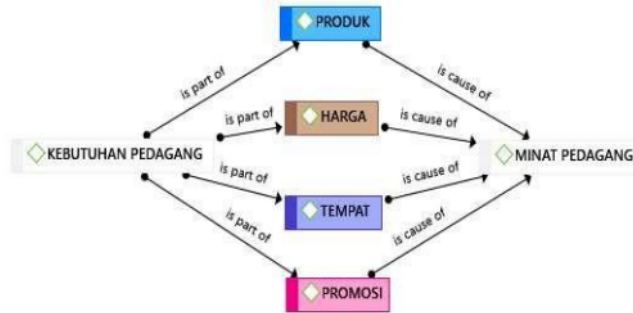 PRODUK
is part of
is cause of
is part of
HARGA
is cause of
KEBUTUHAN PEDAGANG
MINAT PEDAGANG
is part of
is cause of
TEMPAT
is part of
is cause of
PROMOSI